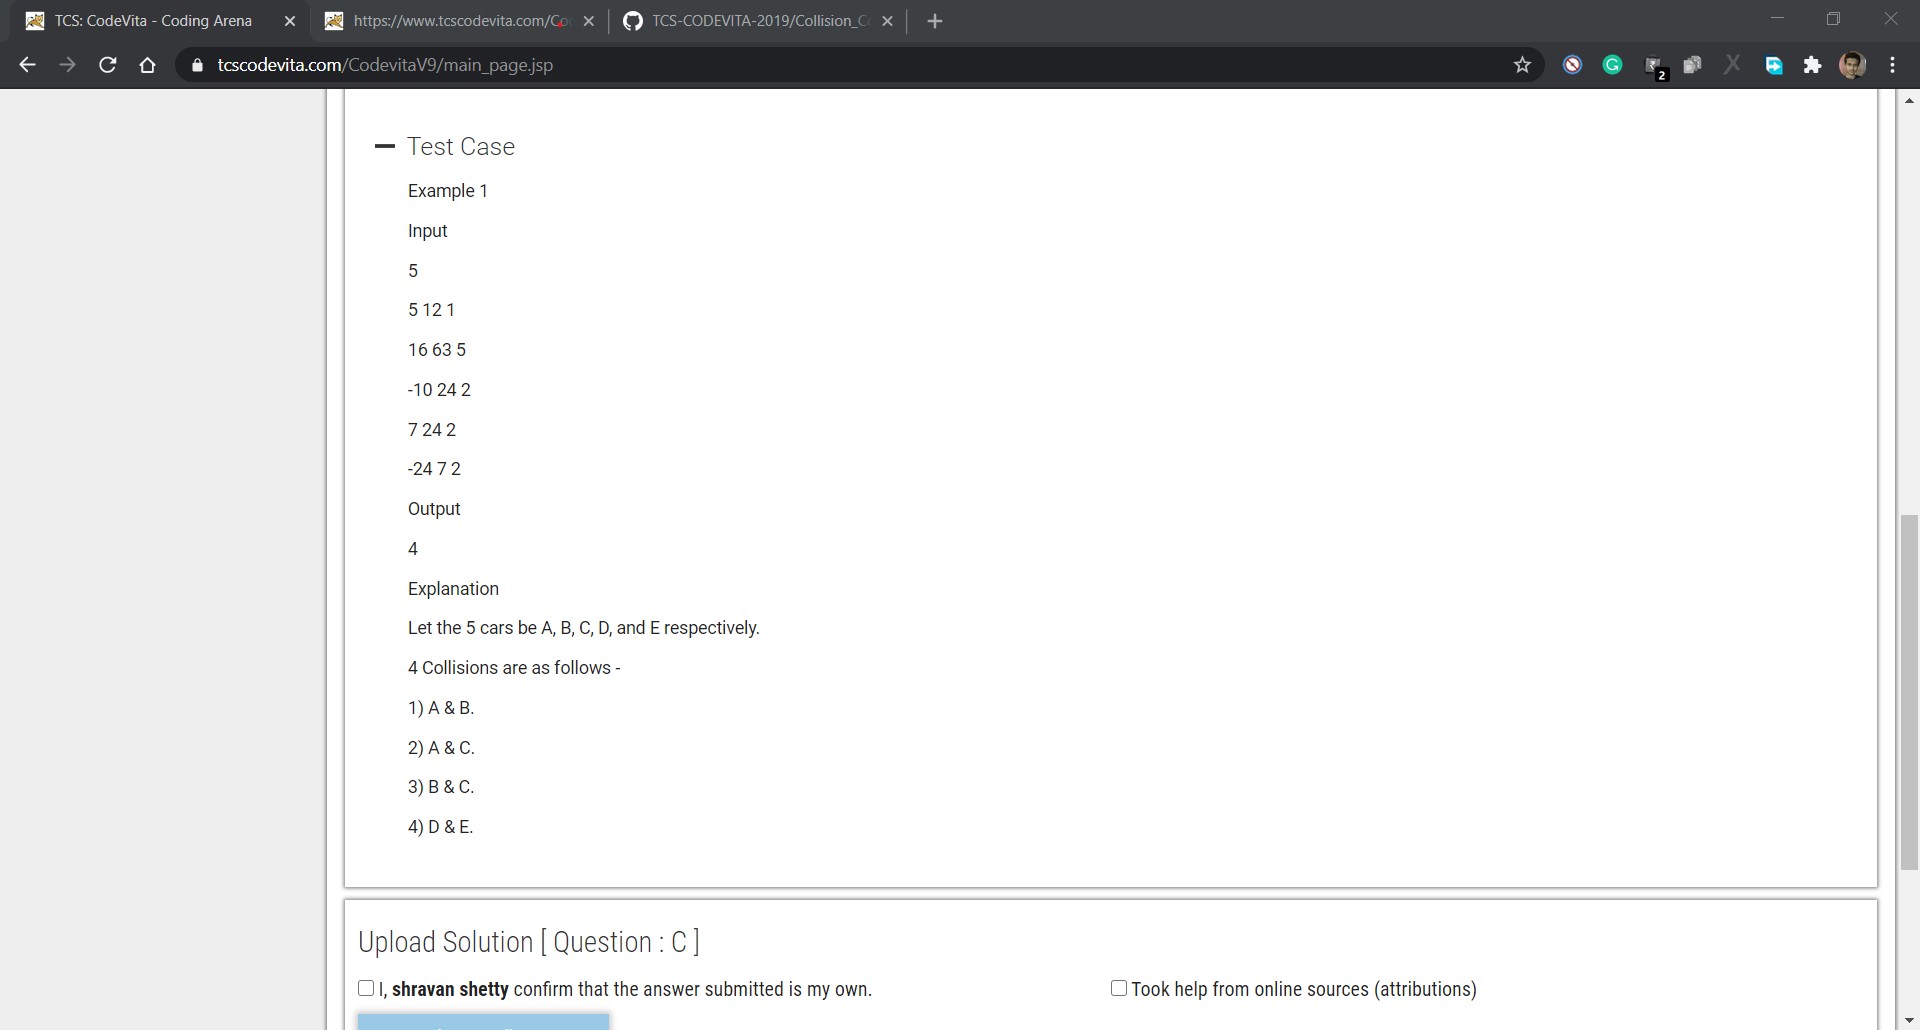 TCS: CodeVita - Coding Arena
https://www.tcscodevita.com/Co
TCS-CODEVITA-2019/Collision_C
tcscodevita.com/CodevitaV9/main_page.jsp
2
Test Case
Example 1
Input
5
5 12 1
16 63 5
-10 24 2
7 24 2
-24 7 2
Output
4
Explanation
Let the 5 cars be A, B, C, D, and E respectively.
4 Collisions are as follows -
1) A & B.
2) A & C.
3) B & C.
4) D & E.
Upload Solution [ Question : C ]
I, shravan shetty confirm that the answer submitted is my own.
Took help from online sources (attributions)